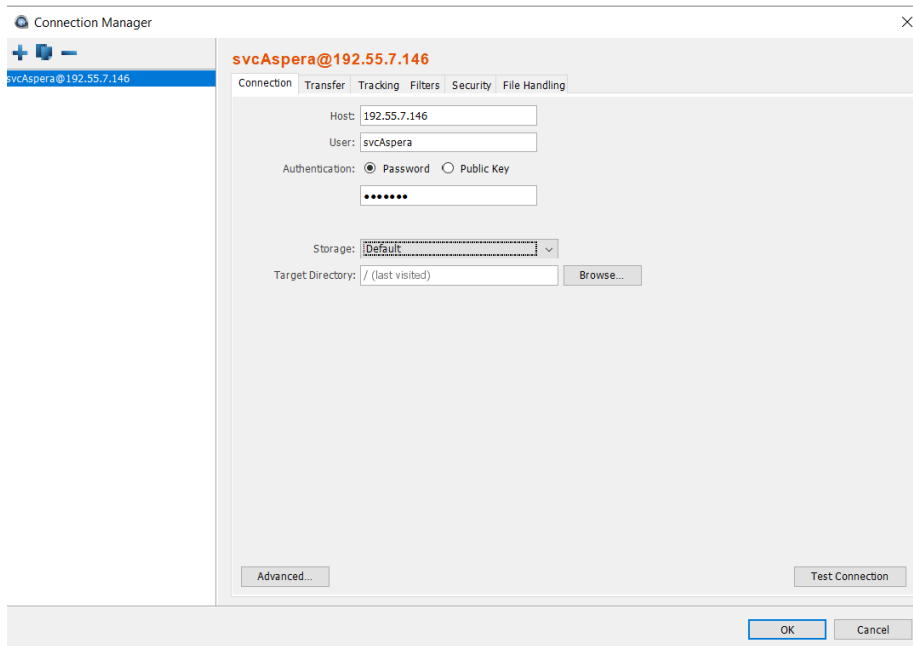 Connection Manager
svcAspera@192.55.7.146
svcAspera@192.55.7.146
Connection Transfer Tracking Filters Security File Handling
Host: 192.55.7.146
User: svcAspera
Authentication: Password Public Key
•••••••
Storage: Default
Target Directory: / (last visited) Browse...
Advanced... Test Connection
OK Cancel